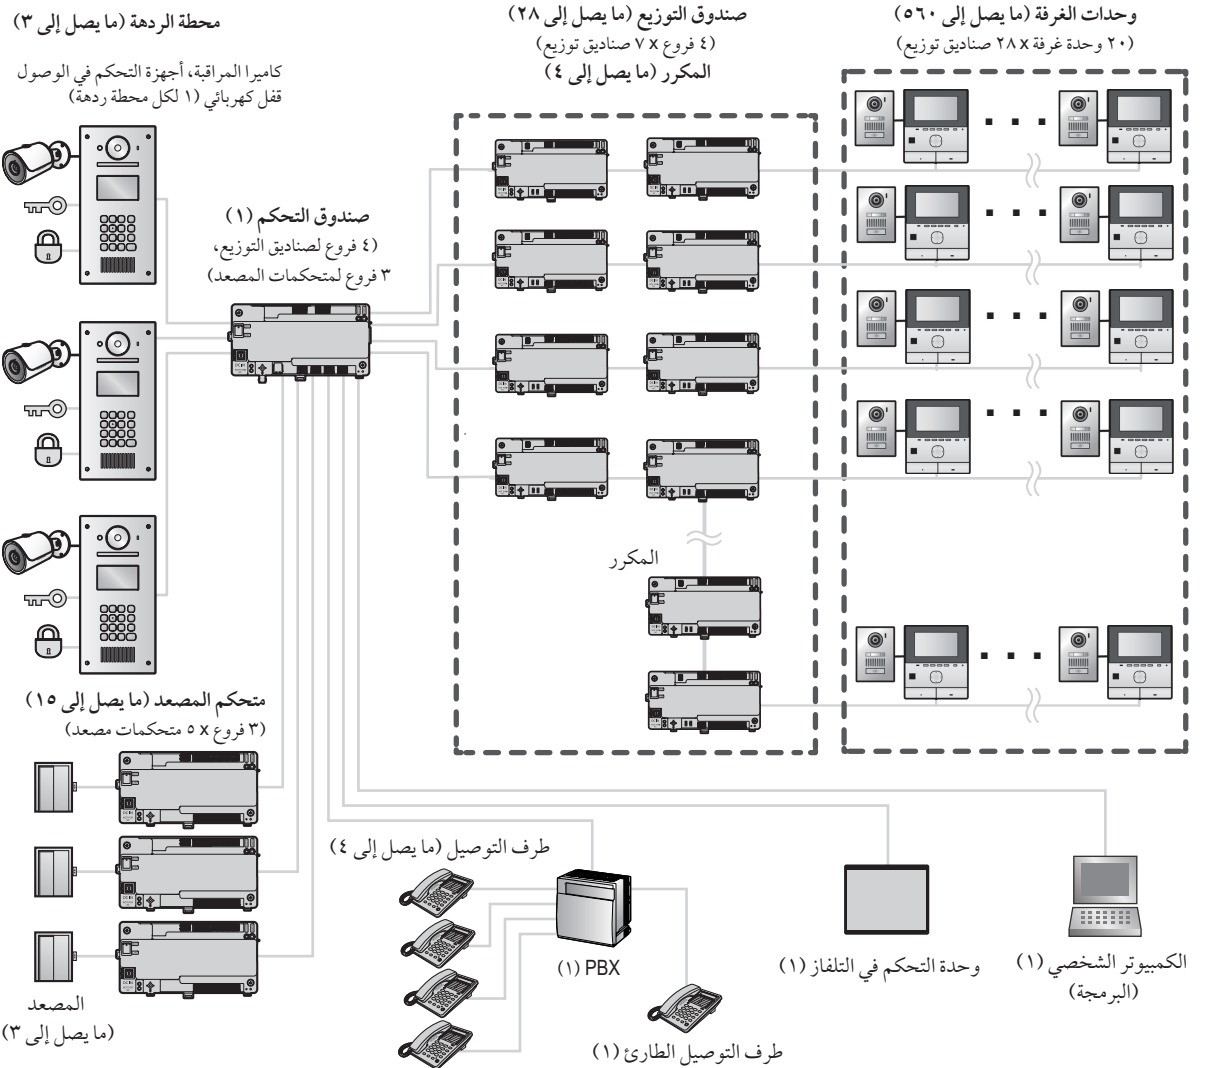 وحدات الغرفة (ما يصل إلى ٥٦٠)
(٢٠ وحدة غرفة x ٢٨ صناديق توزيع)
صندوق التوزيع (ما يصل إلى ٢٨)
(٤ فروع x ٧ صناديق توزيع)
المكرر (ما يصل إلى ٤)
محطة الردهة (ما يصل إلى ٣)
كاميرا المراقبة، أجهزة التحكم في الوصول
قفل كهربائي (١ لكل محطة ردهة)
صندوق التحكم (١)
(٤ فروع لصناديق التوزيع،
٣ فروع لمتحكمات المصعد)
المكرر
متحكم المصعد (ما يصل إلى ١٥)
(٣ فروع x ٥ متحكمات مصعد)
طرف التوصيل (ما يصل إلى ٤)
الكمبيوتر الشخصي (١)
(البرمجة)
وحدة التحكم في التلفاز (١)
PBX (١)
المصعد
(ما يصل إلى ٣)
طرف التوصيل الطارئ (١)